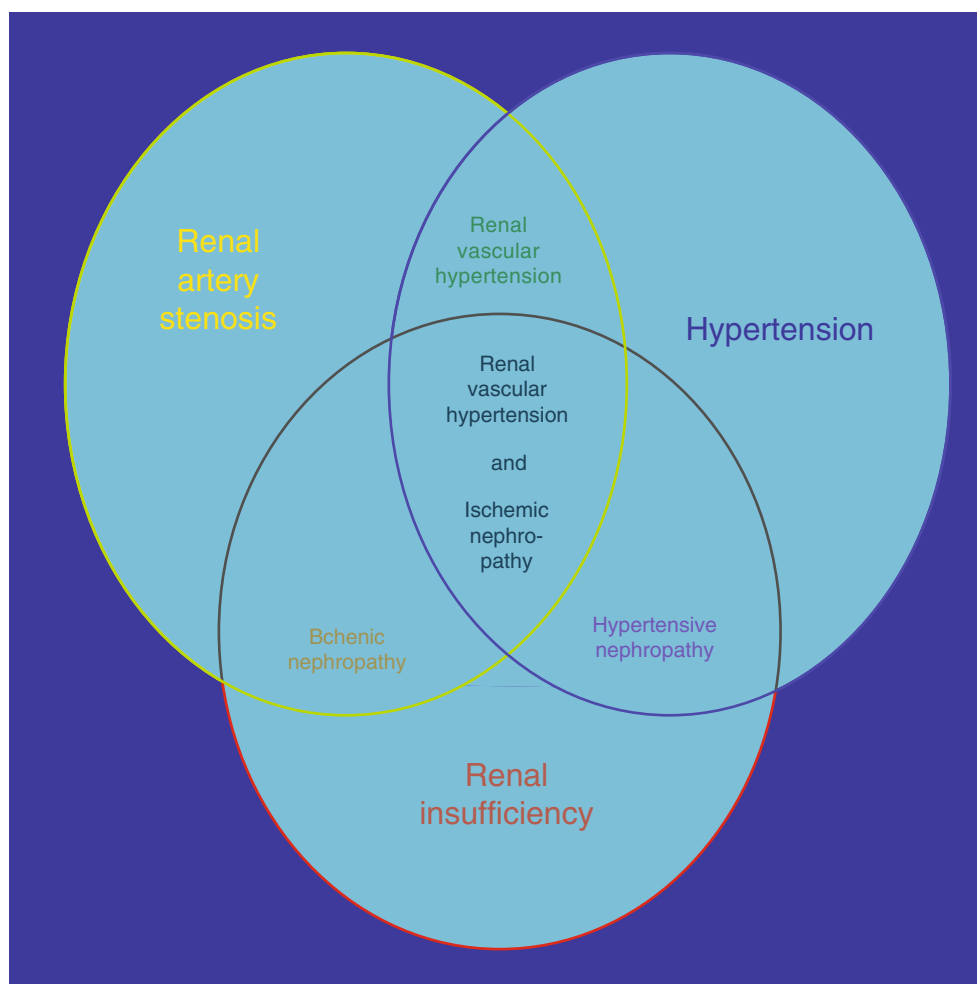 Renal
artery
stenosis
Renal
vascular
hypertension
Hypertension
Renal
vascular
hypertension
and
Ischemic
nephro-
pathy
Bchenic
nephropathy
Hypertensive
nephropathy
Renal
insufficiency